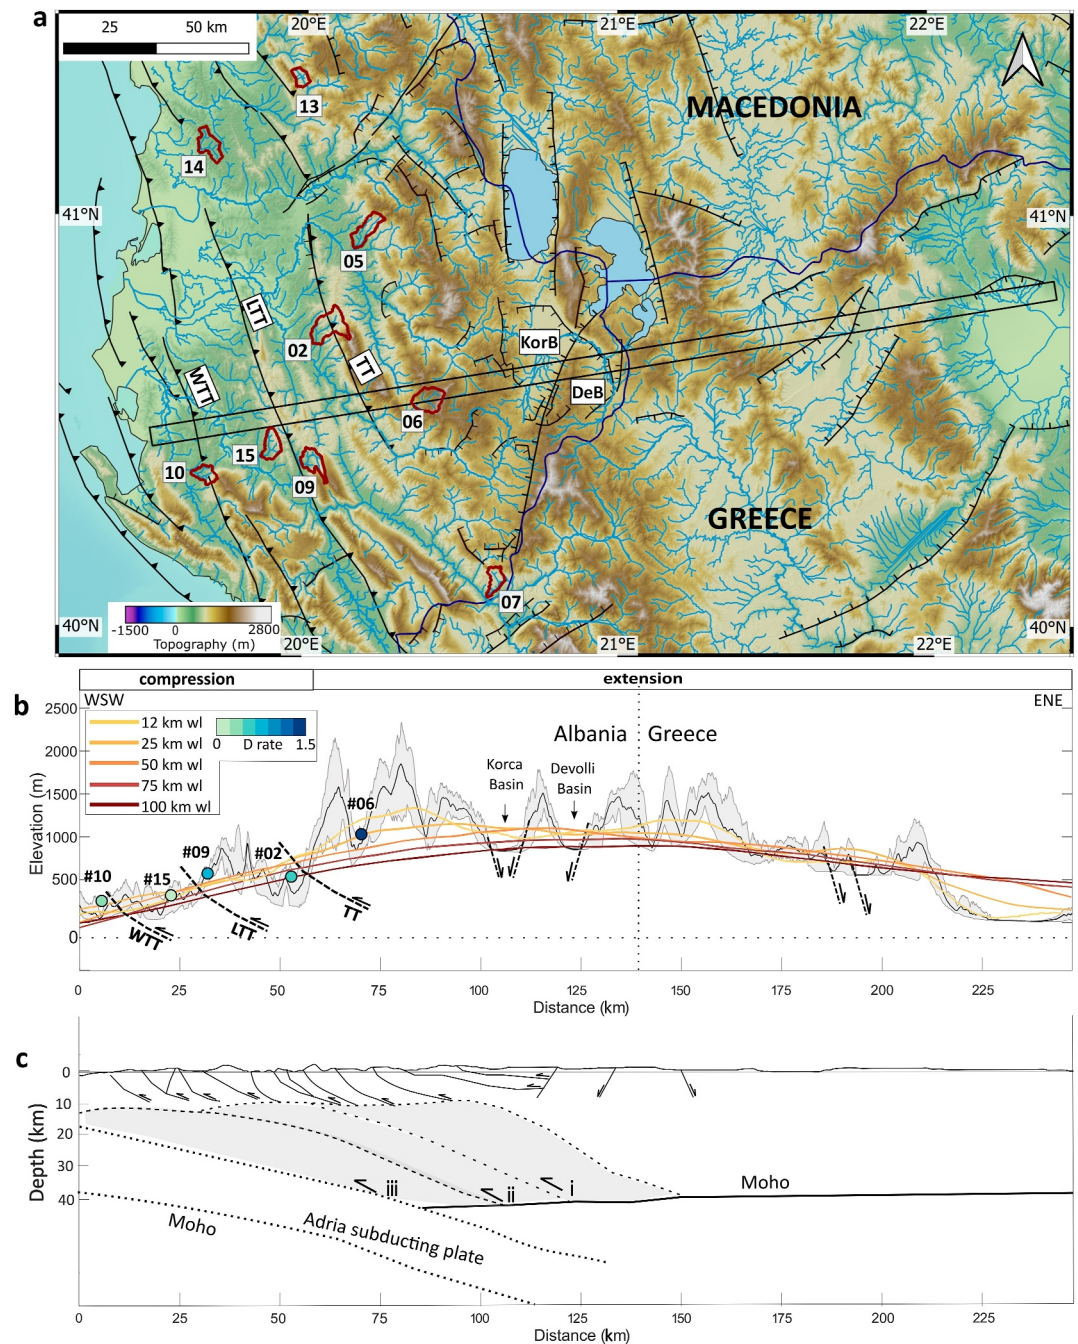 a
25 50 km
20°E 21°E 22°E
MACEDONIA
13
14
41°N 41°N
05
LTT
02
KorB
TT
WTT
DeB
06
15
10
09
GREECE
07
40°N 40°N
-1500 0 2800
Topography (m)
20°E 21°E 22°E
compression extension
b
WSW ENE
2500
2000
1500
1000
500
0
Elevation (m)
12 km wl
25 km wl
50 km wl
75 km wl
100 km wl
0 D rate 1.5
Albania Greece
Korca
Basin
Devolli
Basin
#06
#09
#02
#10
#15
WTT
LTT
TT
0 25 50 75 100 125 150 175 200 225
Distance (km)
c
0
10
20
30
40
Depth (km)
iii ii i
Moho
Moho
Adria subducting plate
0 25 50 75 100 125 150 175 200 225
Distance (km)